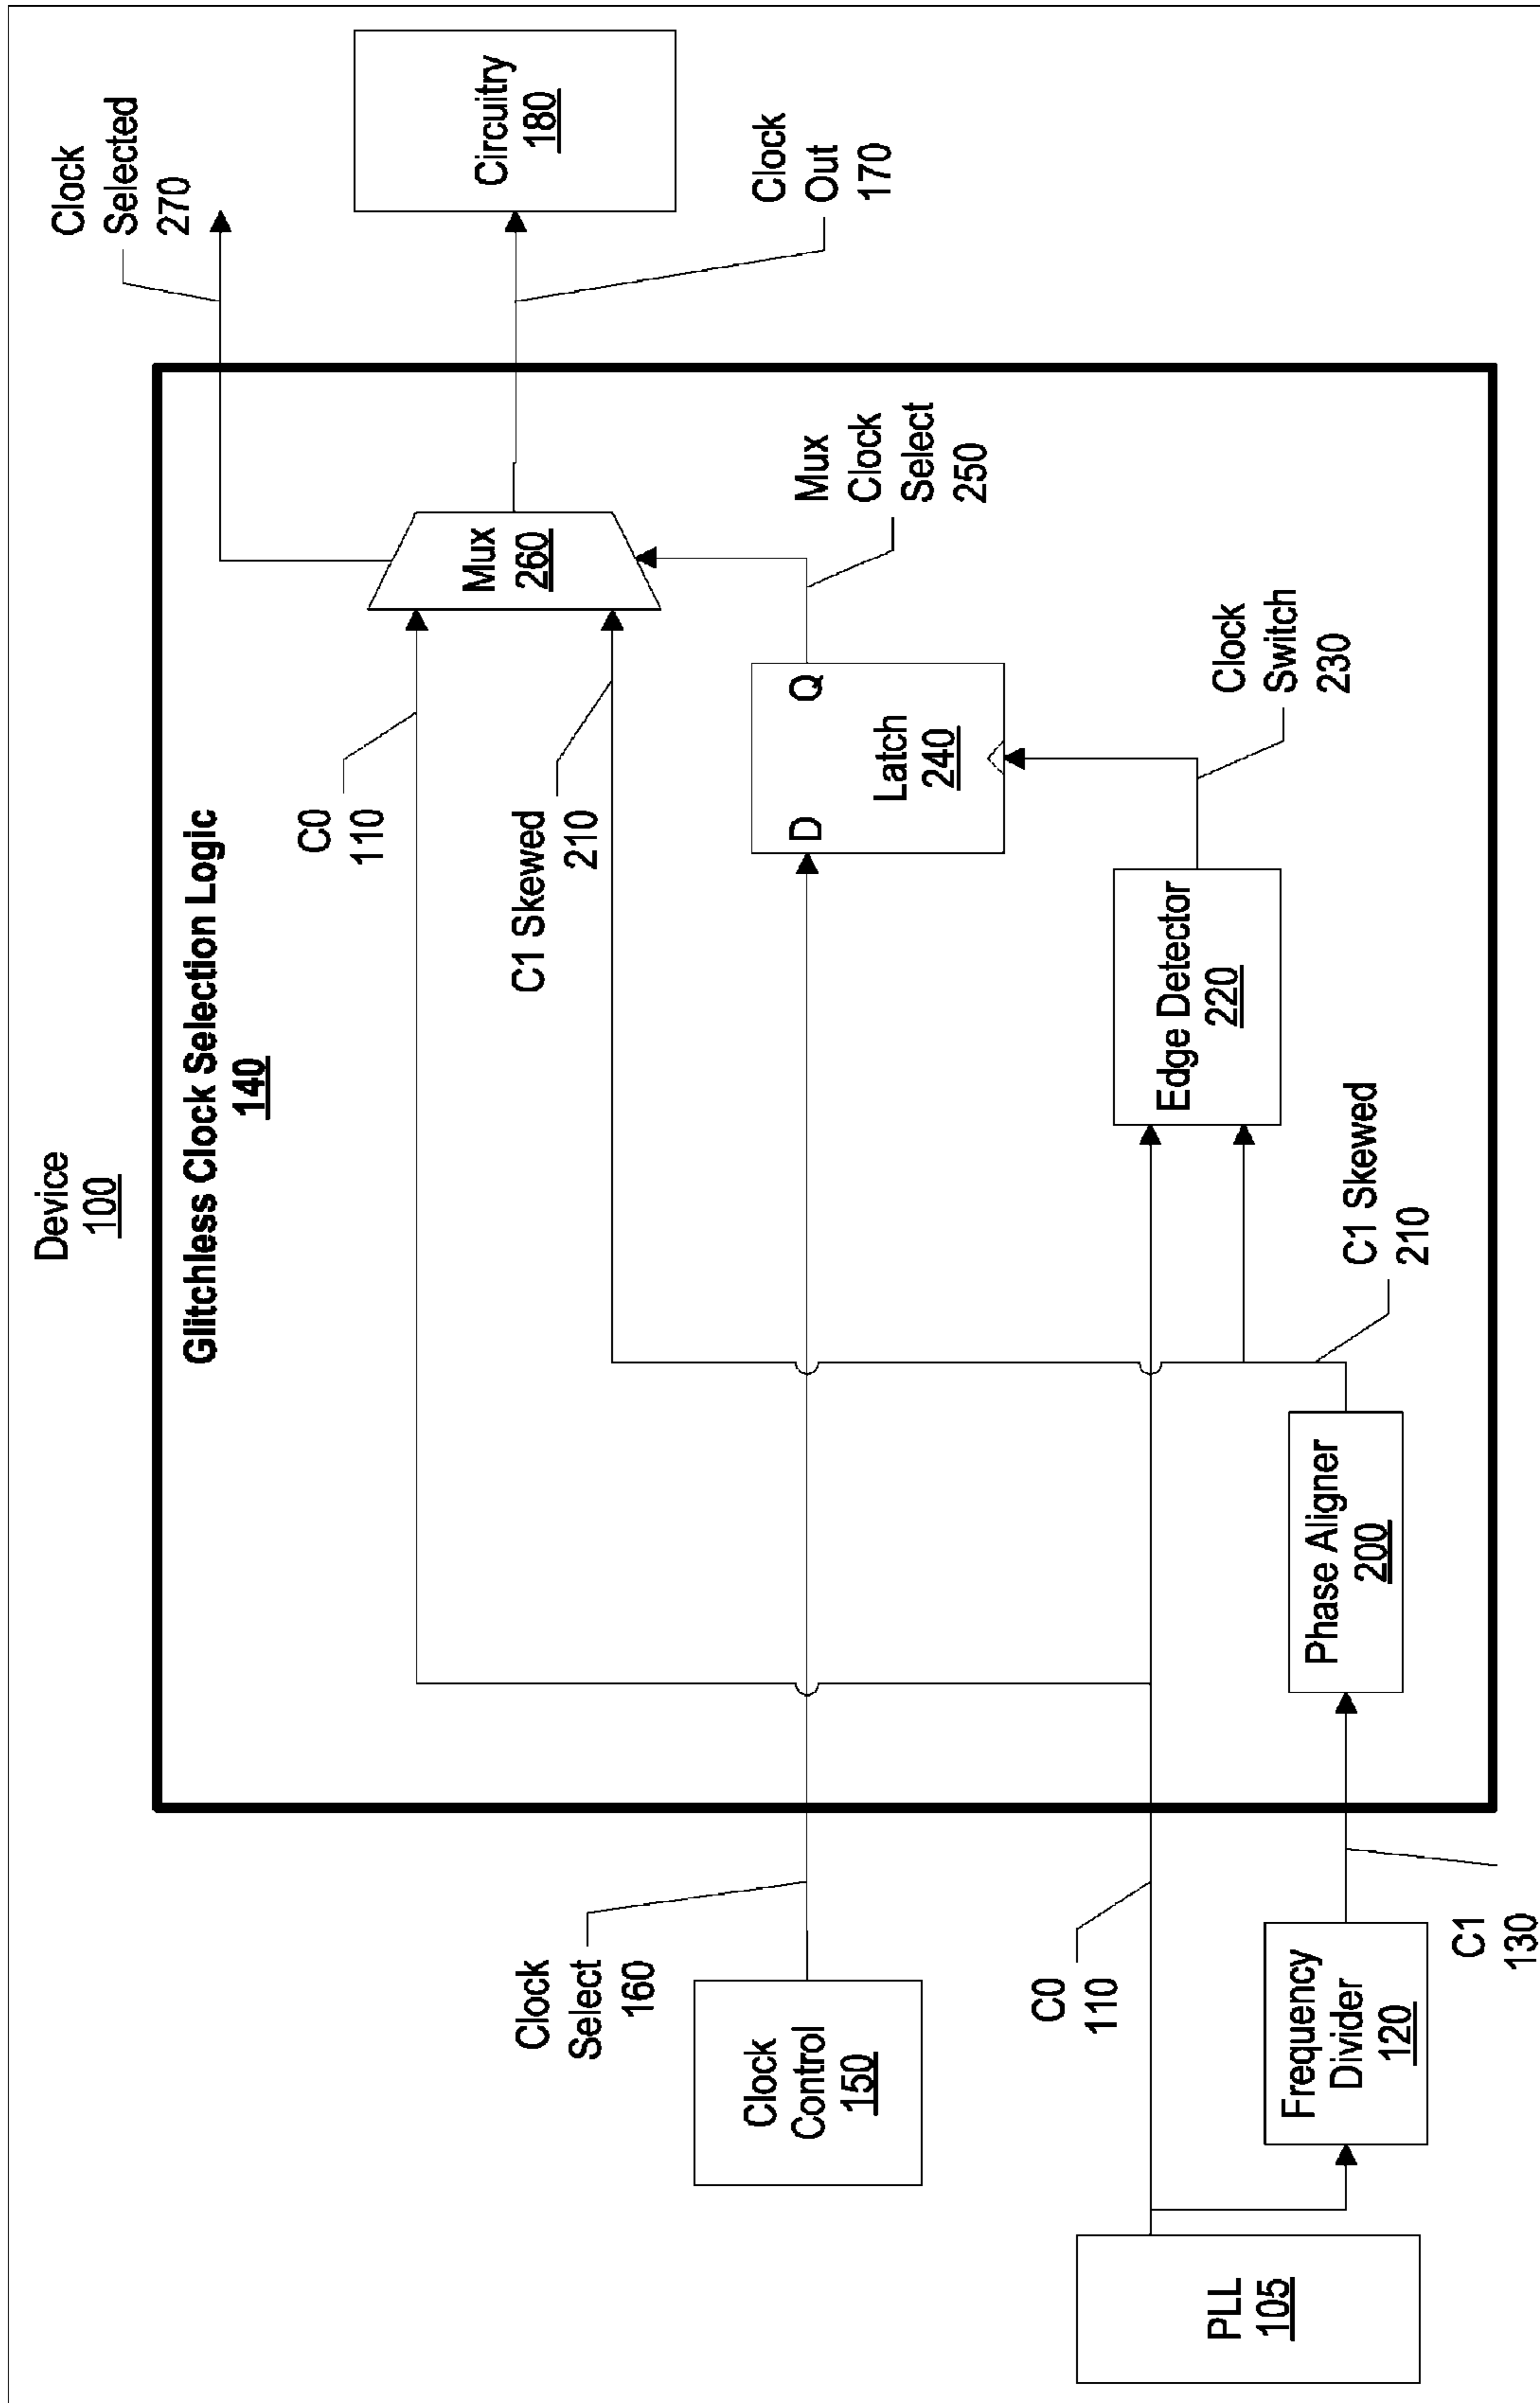 Device
100
Glitchless Clock Selection Logic
140
Clock
Selected
270
C0
110
Circuitry
180
Mux
260
Clock
Out
170
C1 Skewed
210
Clock
Select
160
Clock
Control
150
D
Q
Latch
240
Mux
Clock
Select
250
C0
110
Edge Detector
220
Clock
Switch
230
PLL
105
Frequency
Divider
120
Phase Aligner
200
C1 Skewed
210
C1
130